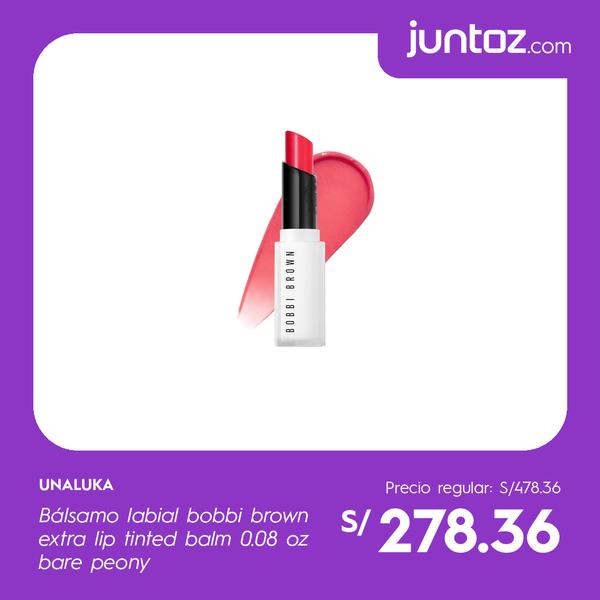 juntoz.com
BOBBI BROWN
UNALUKA
Bálsamo labial bobbi brown
extra lip tinted balm 0.08 oz
bare peony
Precio regular: S/478.36
S/ 278.36